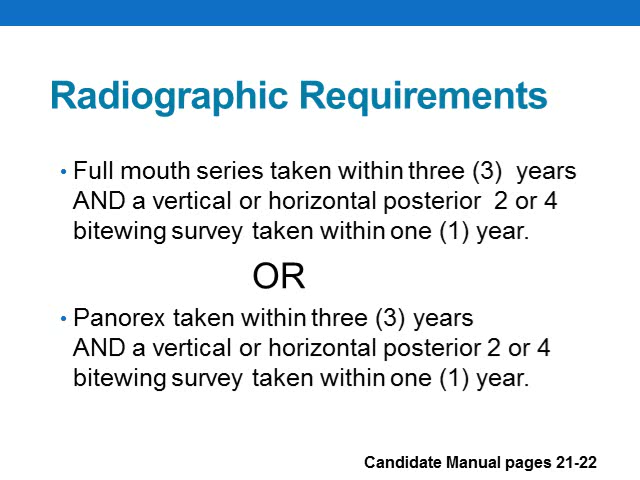 Radiographic Requirements
• Full mouth series taken within three (3) years
AND a vertical or horizontal posterior 2 or 4
bitewing survey taken within one (1) year.
OR
• Panorex taken within three (3) years
AND a vertical or horizontal posterior 2 or 4
bitewing survey taken within one (1) year.
Candidate Manual pages 21-22